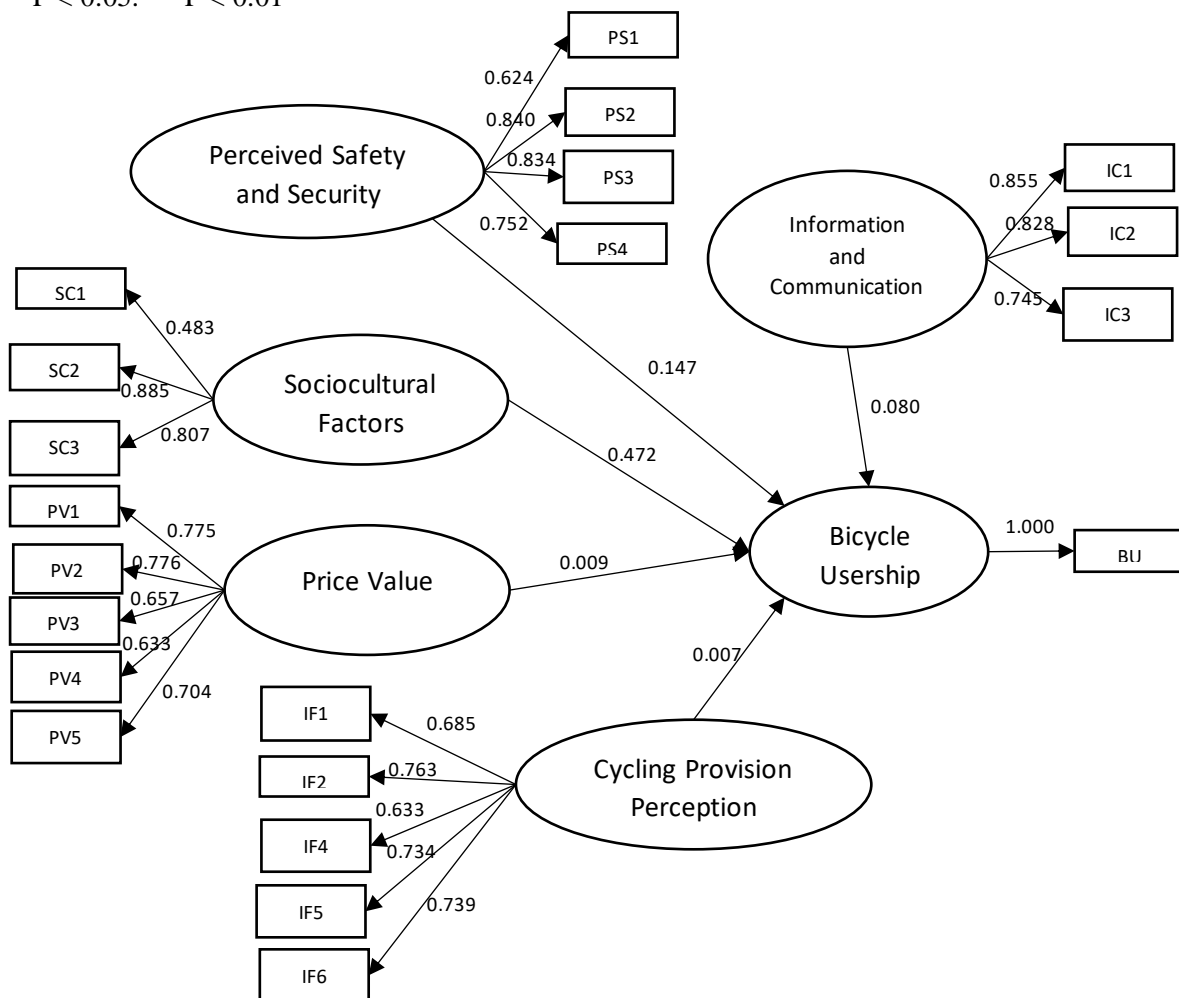 P < 0.05. P < 0.01
PS1
0.624
PS2
0.840
Perceived Safety
and Security
0.834
PS3
0.752
PS4
IC1
0.855
Information
and
Communication
0.828
IC2
0.745
IC3
SC1
0.483
SC2
0.885
Sociocultural
Factors
SC3
0.807
0.147
0.080
0.472
PV1
0.775
PV2
0.776
Price Value
PV3
0.657
0.633
PV4
0.704
PV5
0.009
Bicycle
Usership
1.000
BU
0.007
IF1
0.685
IF2
0.763
Cycling Provision
Perception
0.633
IF4
0.734
IF5
0.739
IF6